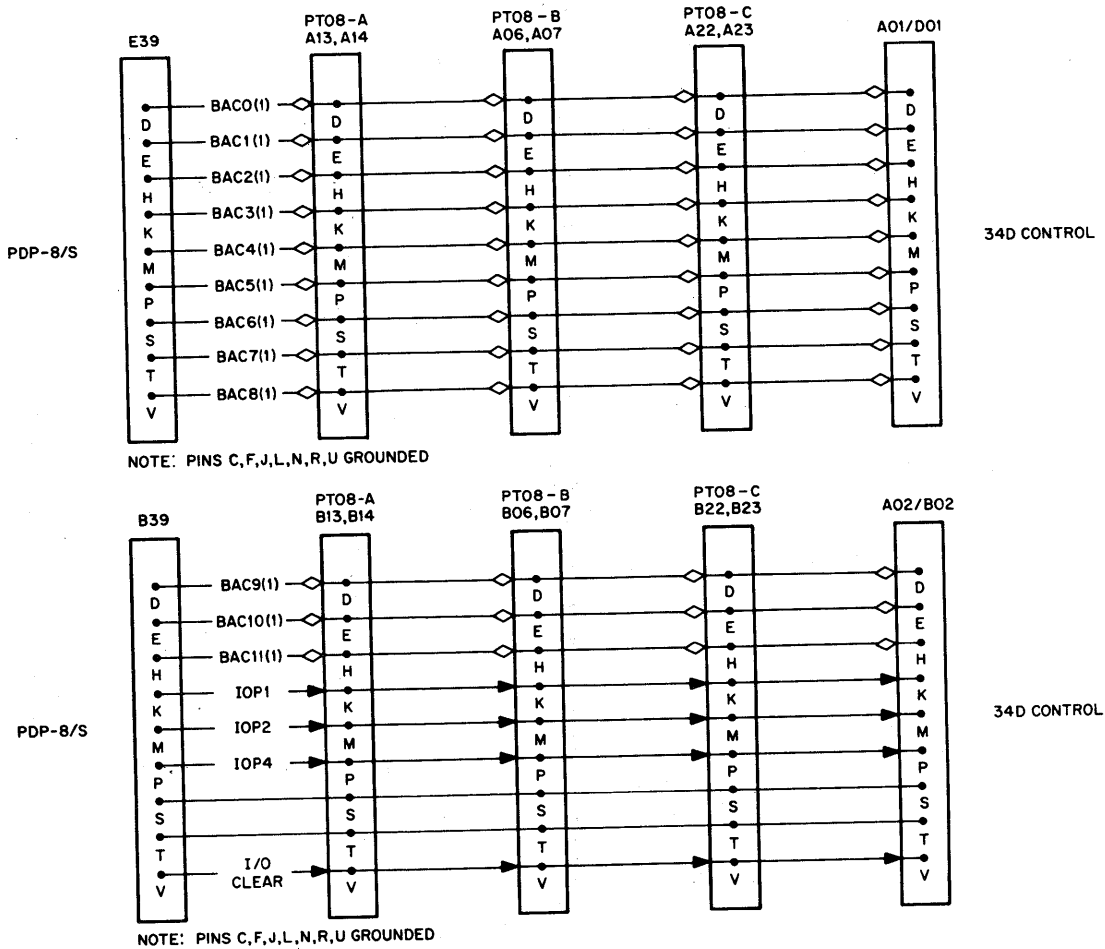 E39
PT08-A
A13,A14
PT08-B
A06,A07
PT08-C
A22,A23
A01/D01
PDP-8/S
BAC0(1)
BAC1(1)
BAC2(1)
BAC3(1)
BAC4(1)
BAC5(1)
BAC6(1)
BAC7(1)
BAC8(1)
D
E
H
K
M
P
S
T
V
D
E
H
K
M
P
S
T
V
D
E
H
K
M
P
S
T
V
D
E
H
K
M
P
S
T
V
D
E
H
K
M
P
S
T
V
34D CONTROL
NOTE: PINS C,F,J,L,N,R,U GROUNDED
B39
PT08-A
B13,B14
PT08-B
B06,B07
PT08-C
B22,B23
A02/B02
PDP-8/S
BAC9(1)
BAC10(1)
BAC11(1)
IOP1
IOP2
IOP4
I/O
CLEAR
D
E
H
K
M
P
S
T
V
D
E
H
K
M
P
S
T
V
D
E
H
K
M
P
S
T
V
D
E
H
K
M
P
S
T
V
D
E
H
K
M
P
S
T
V
34D CONTROL
NOTE: PINS C,F,J,L,N,R,U GROUNDED